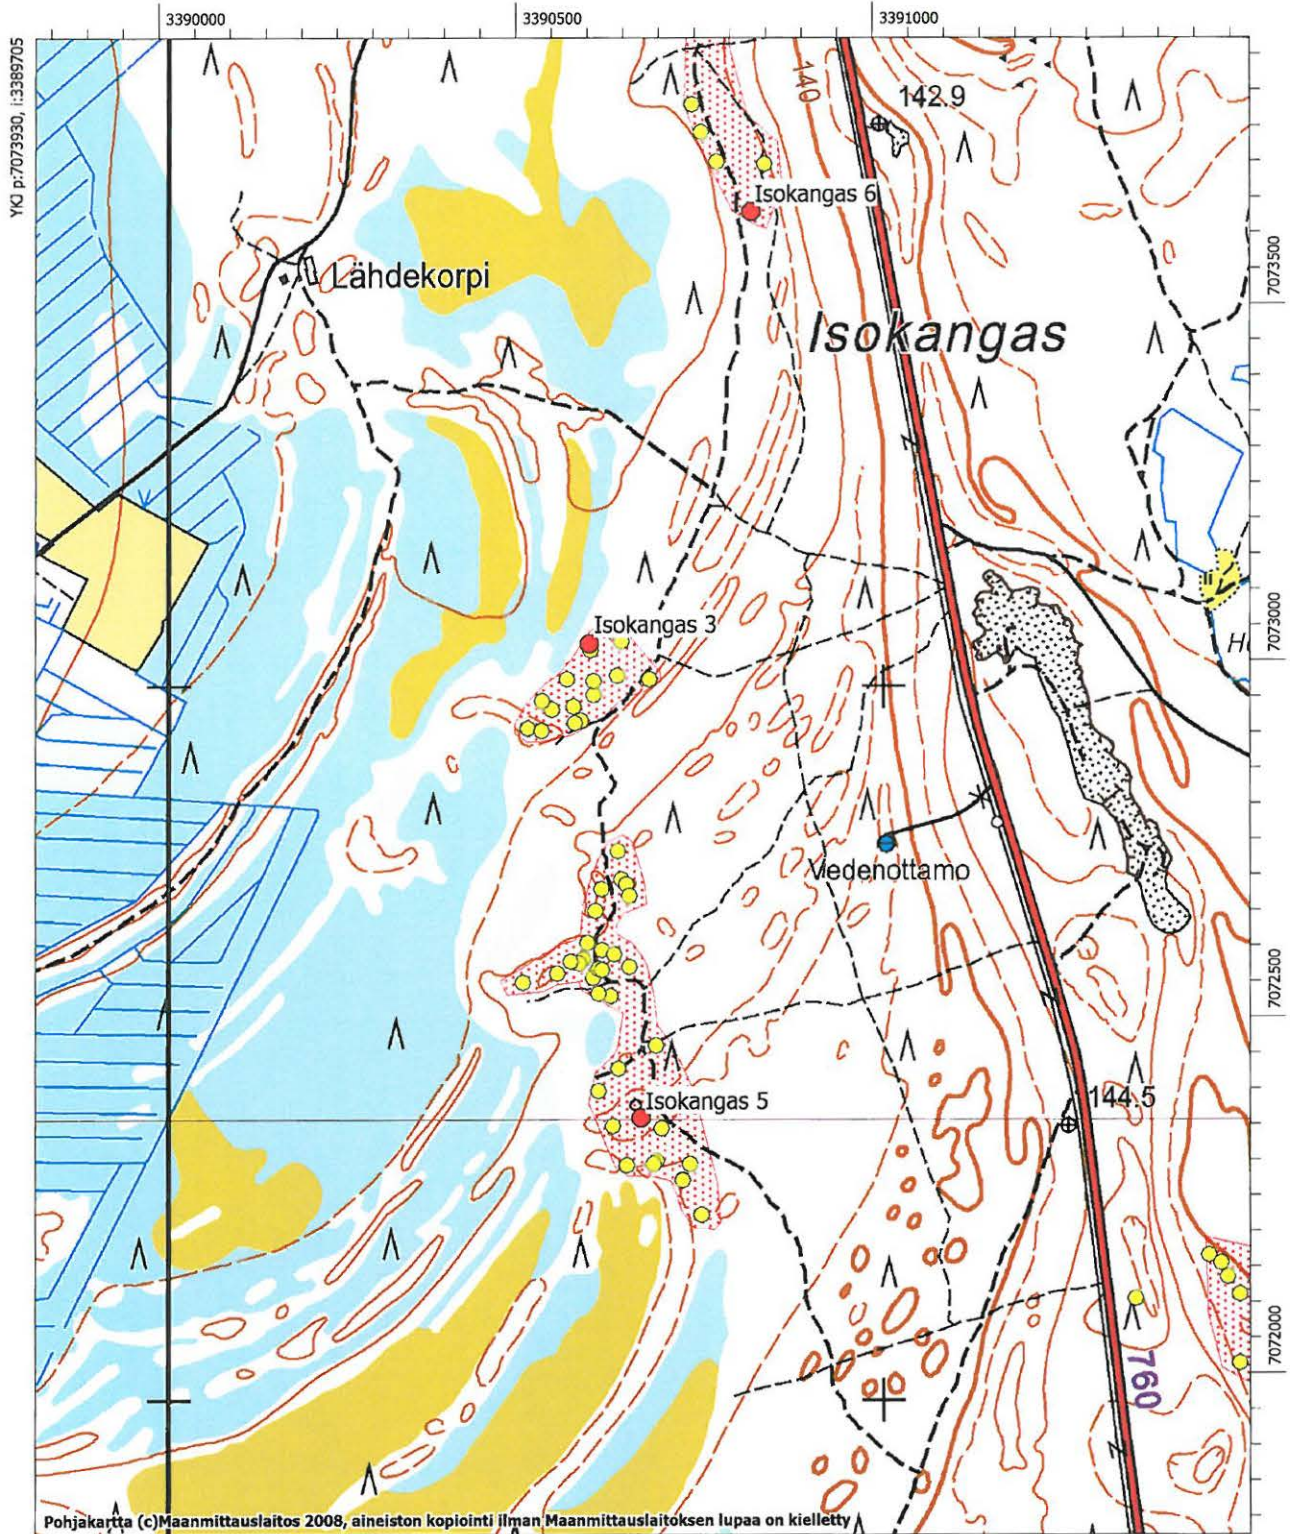 3390000
3390500
3391000
YKJ p:7073930, i:3389705
140
142.9
Isokangas 6
7073500
Lähdekorpi
Isokangas
Isokangas 3
7073000
Vedenottamo
7072500
Isokangas 5
144.5
7072000
760
Pohjakartta (c)Maanmittauslaitos 2008, aineiston kopiointi ilman Maanmittauslaitoksen lupaa on kielletty